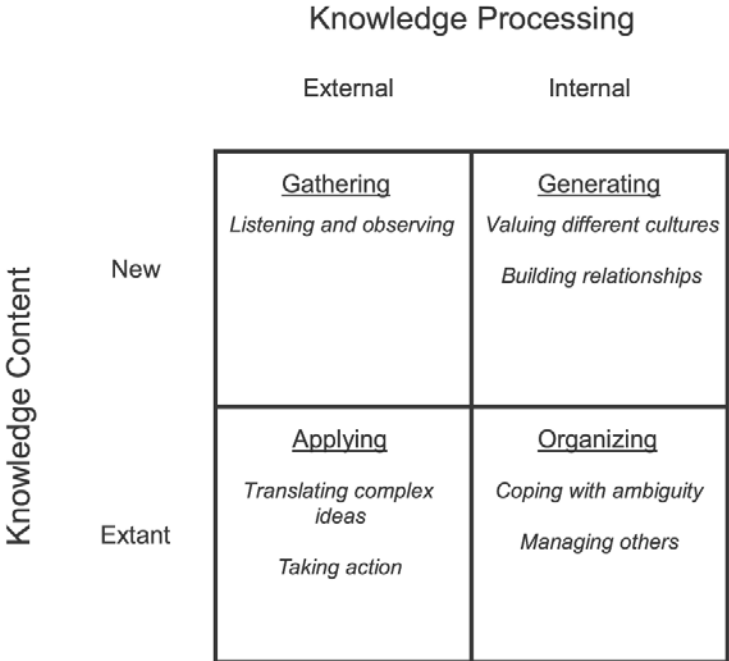 Knowledge Processing
External
Internal
Knowledge Content
New
Gathering
Listening and observing
Generating
Valuing different cultures
Building relationships
Extant
Applying
Translating complex
ideas
Taking action
Organizing
Coping with ambiguity
Managing others